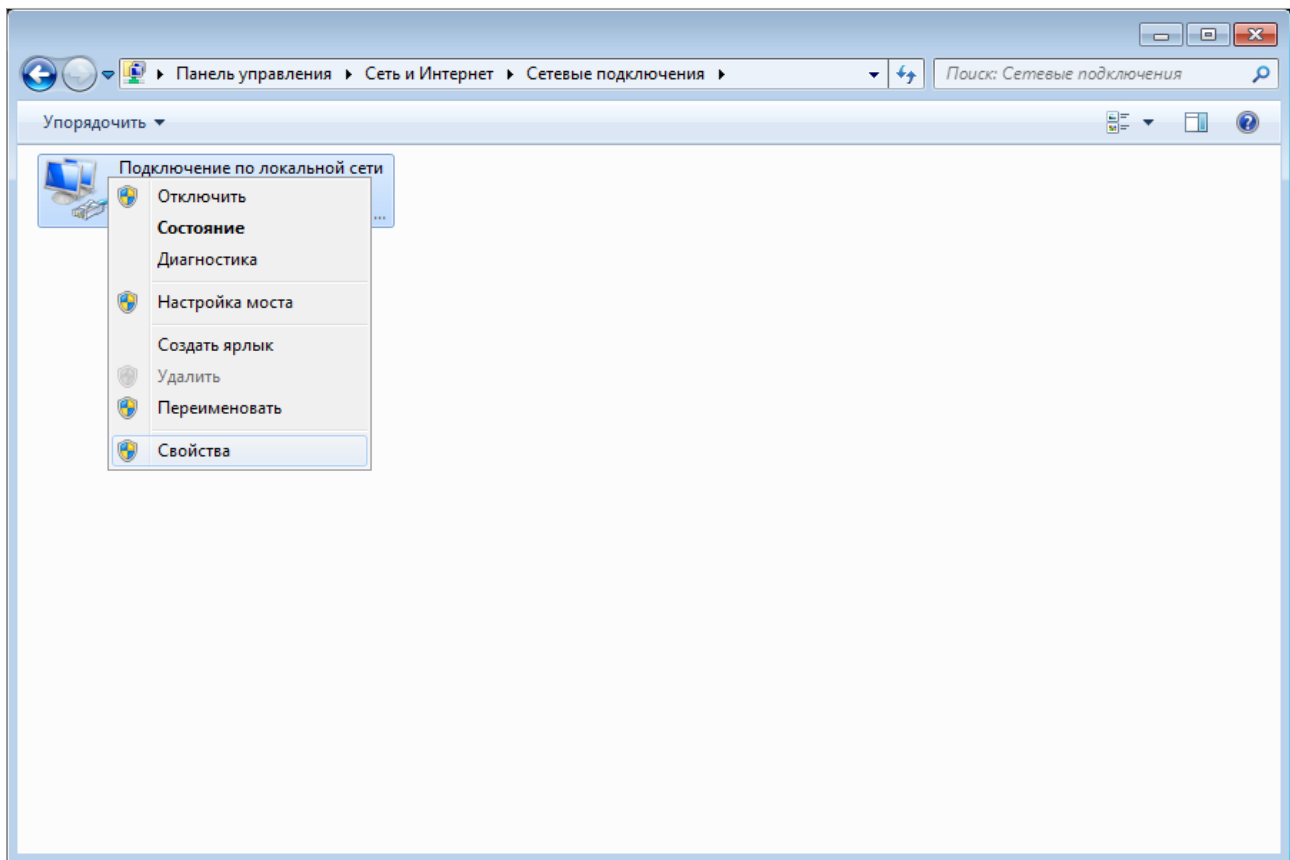 Панель управления Сеть и Интернет Сетевые подключения Поиск: Сетевые подключения
Упорядочить
Подключение по локальной сети
...
Отключить
Состояние
Диагностика
Настройка моста
Создать ярлык
Удалить
Переименовать
Свойства